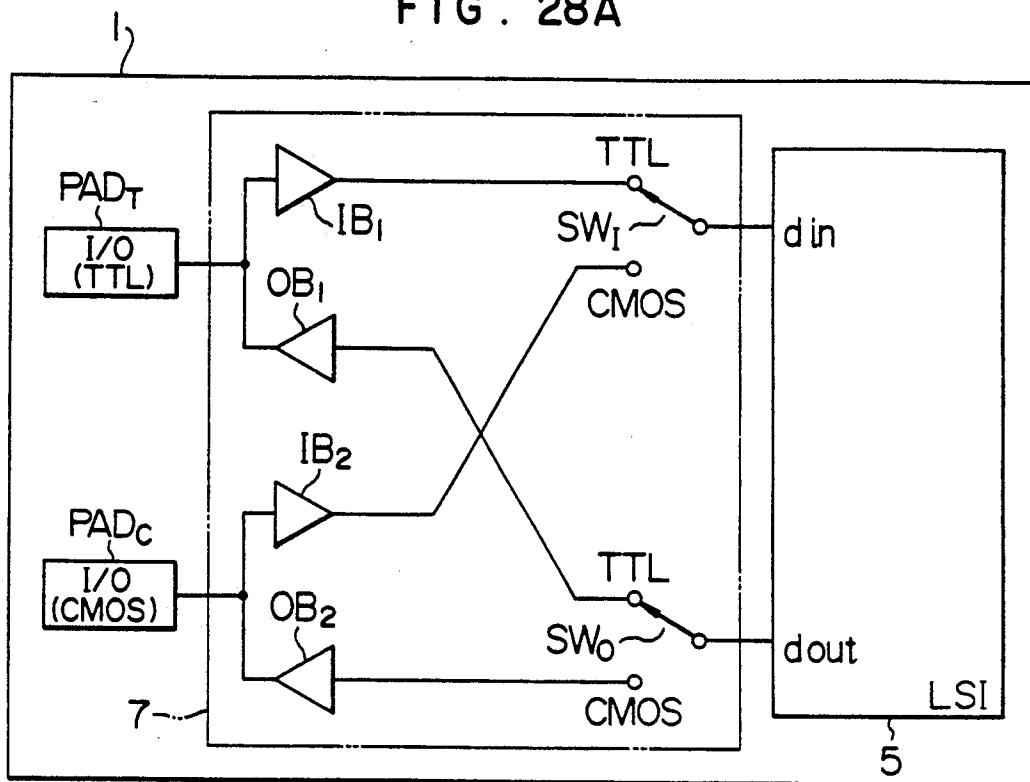 FIG. 28A
1
PAD_T
I/O
(TTL)
IB_1
OB_1
TTL
SW_I
CMOS
din
IB_2
PAD_C
I/O
(CMOS)
OB_2
TTL
SW_O
CMOS
dout
LSI
7
5